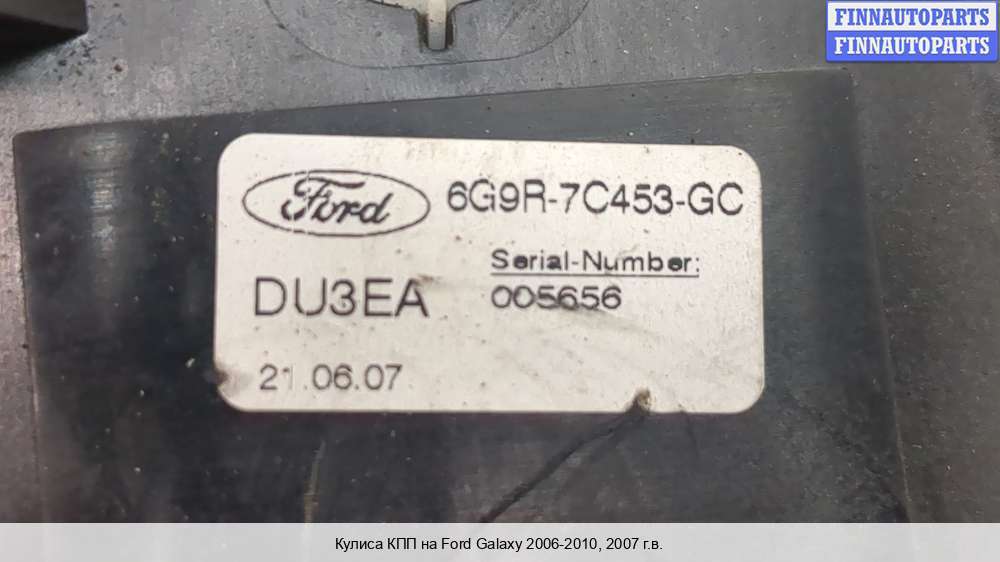 FINNAUTOPARTS
FINNAUTOPARTS
Ford 6G9R-7C453-GC
Serial-Number:
DU3EA 005656
21.06.07
Кулиса КПП на Ford Galaxy 2006-2010, 2007 г.в.